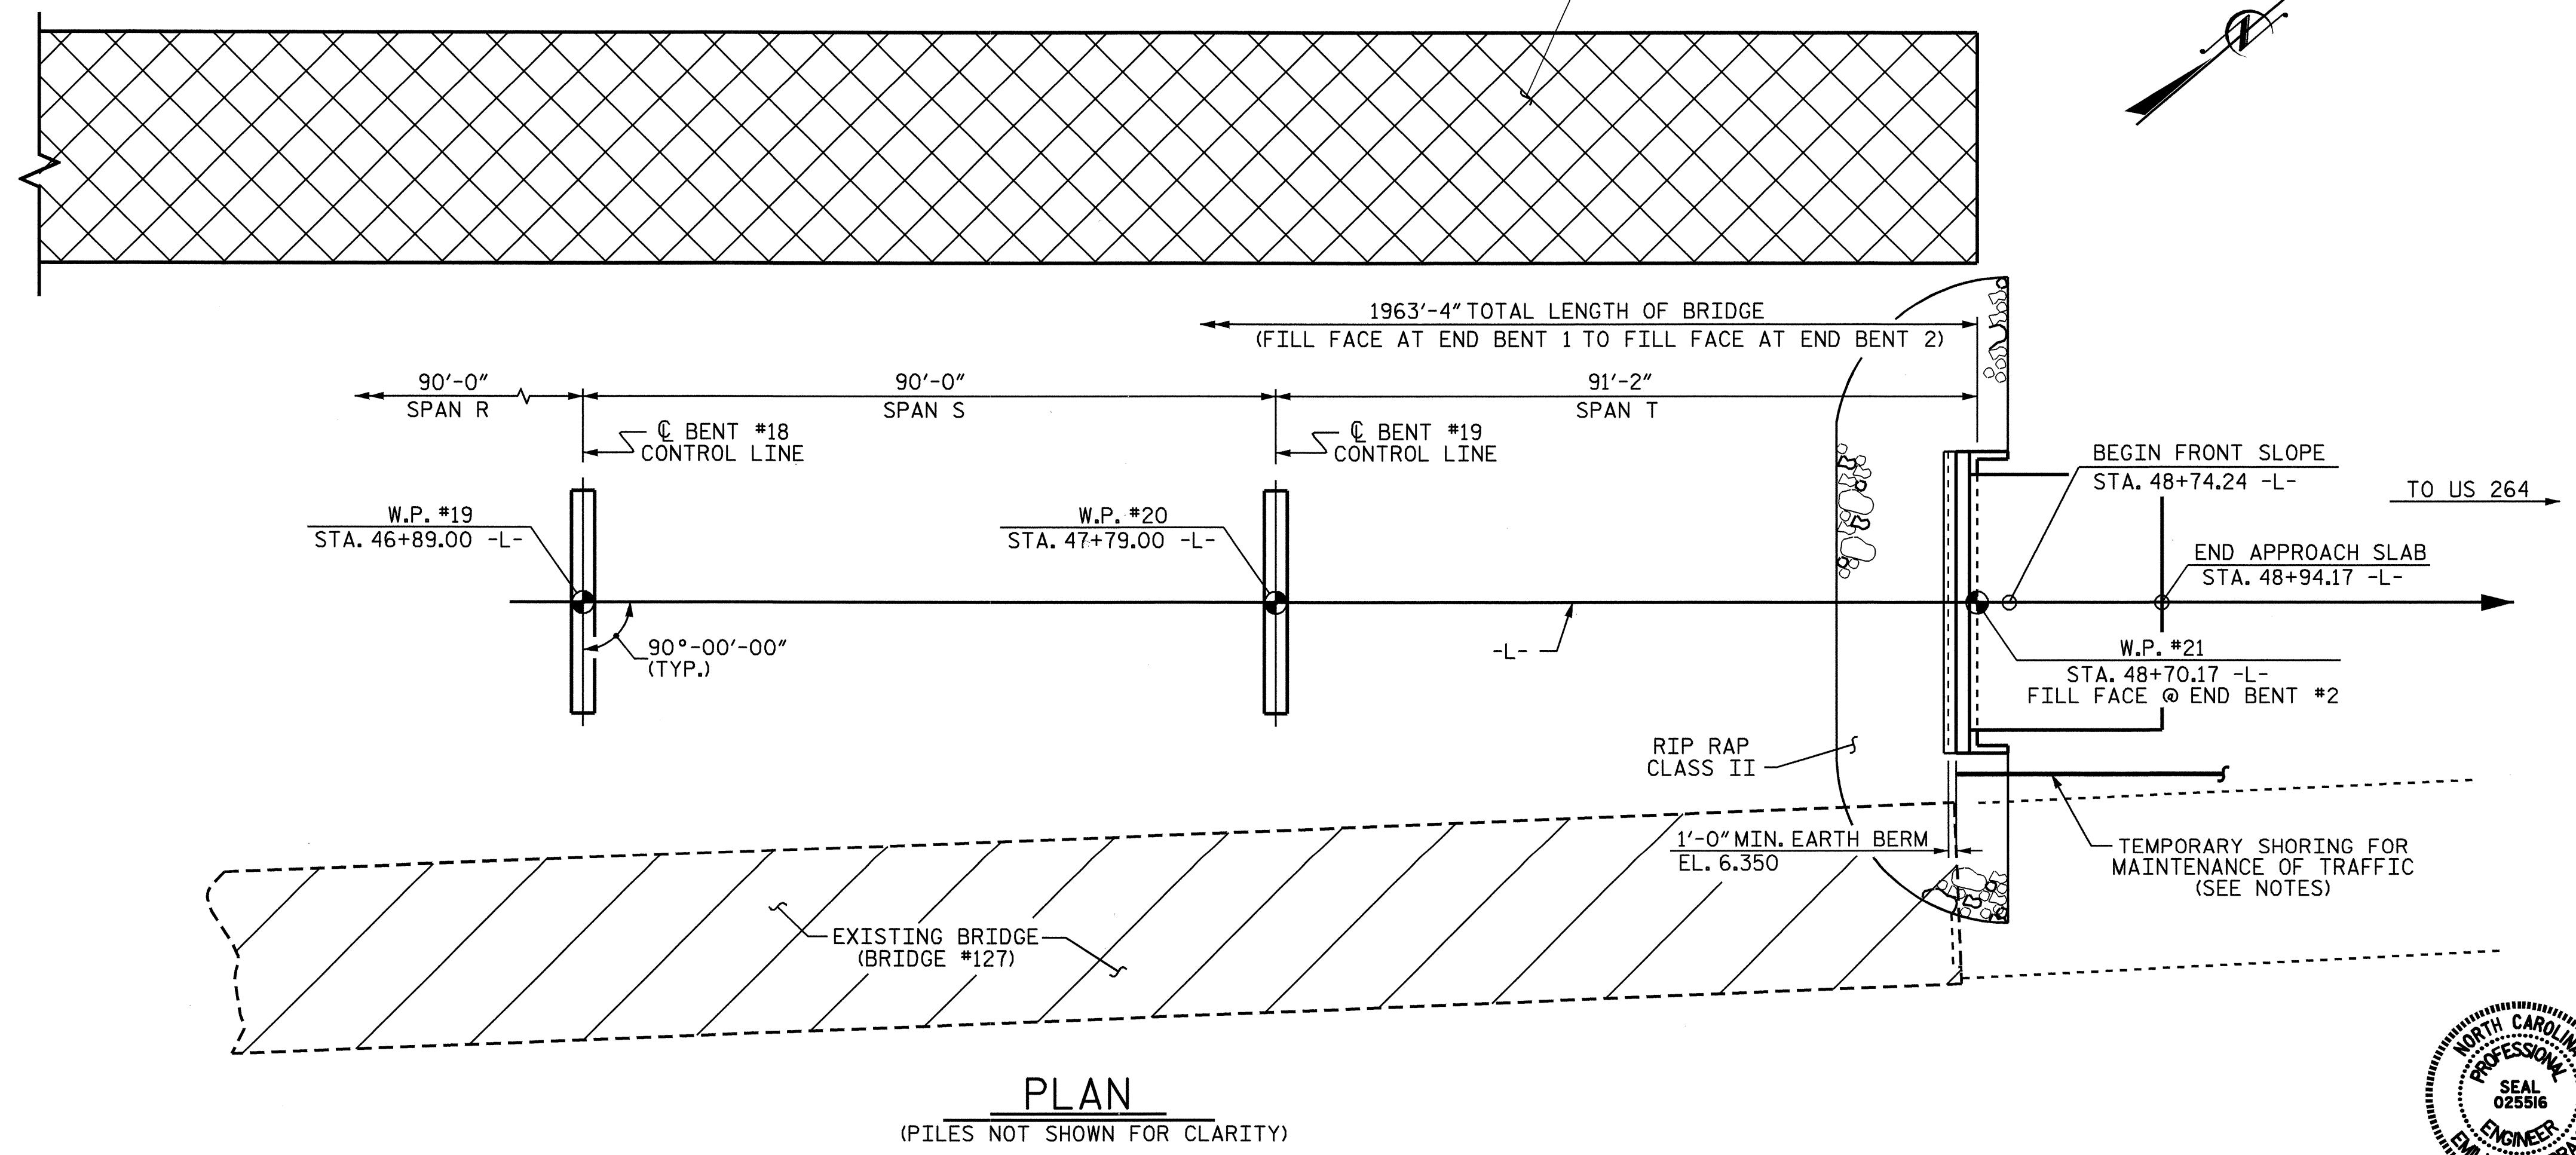 1963'-4" TOTAL LENGTH OF BRIDGE
(FILL FACE AT END BENT 1 TO FILL FACE AT END BENT 2)
90'-0"
SPAN R
90'-0"
SPAN S
91'-2"
SPAN T
℄ BENT #18
CONTROL LINE
℄ BENT #19
CONTROL LINE
BEGIN FRONT SLOPE
STA. 48+74.24 -L-
TO US 264
W.P. #19
STA. 46+89.00 -L-
W.P. #20
STA. 47+79.00 -L-
END APPROACH SLAB
STA. 48+94.17 -L-
90°-00'-00"
(TYP.)
-L-
W.P. #21
STA. 48+70.17 -L-
FILL FACE @ END BENT #2
RIP RAP
CLASS II
1'-0" MIN. EARTH BERM
EL. 6.350
TEMPORARY SHORING FOR
MAINTENANCE OF TRAFFIC
(SEE NOTES)
EXISTING BRIDGE
(BRIDGE #127)
PLAN
(PILES NOT SHOWN FOR CLARITY)
NORTH CAROLINA
PROFESSIONAL
SEAL
025516
ENGINEER